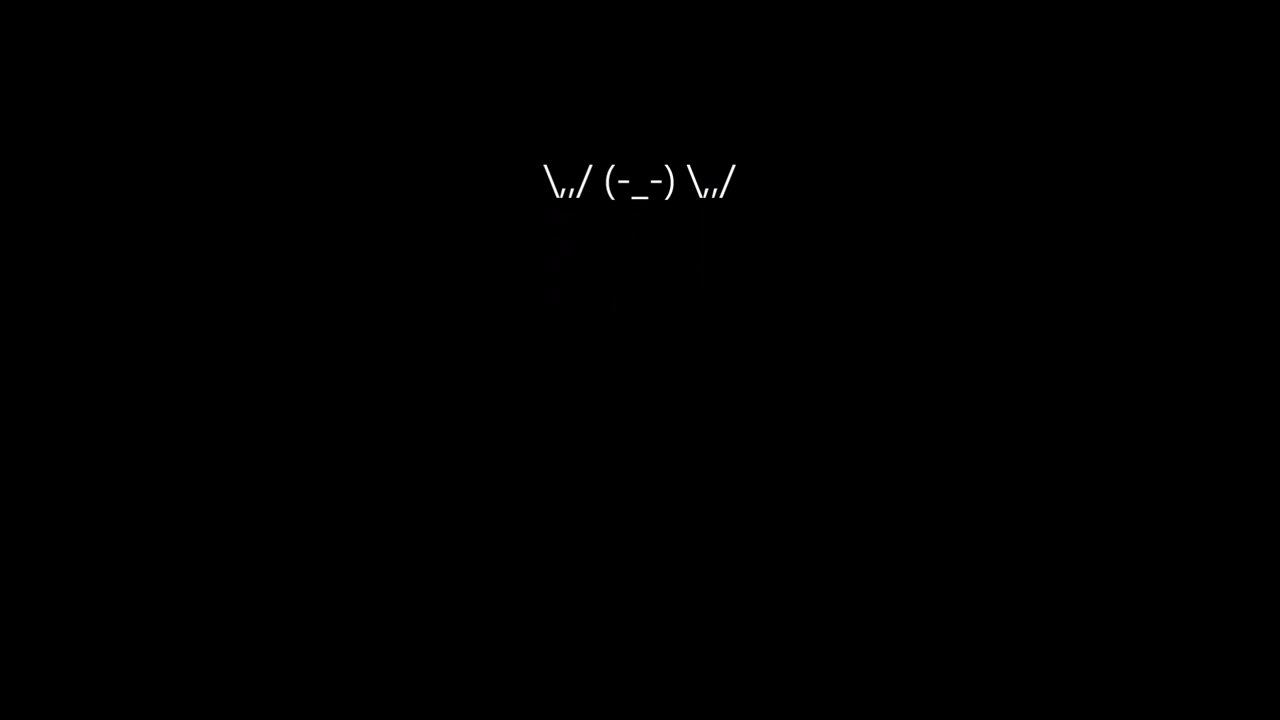 \,,/ (-_-) \,,/